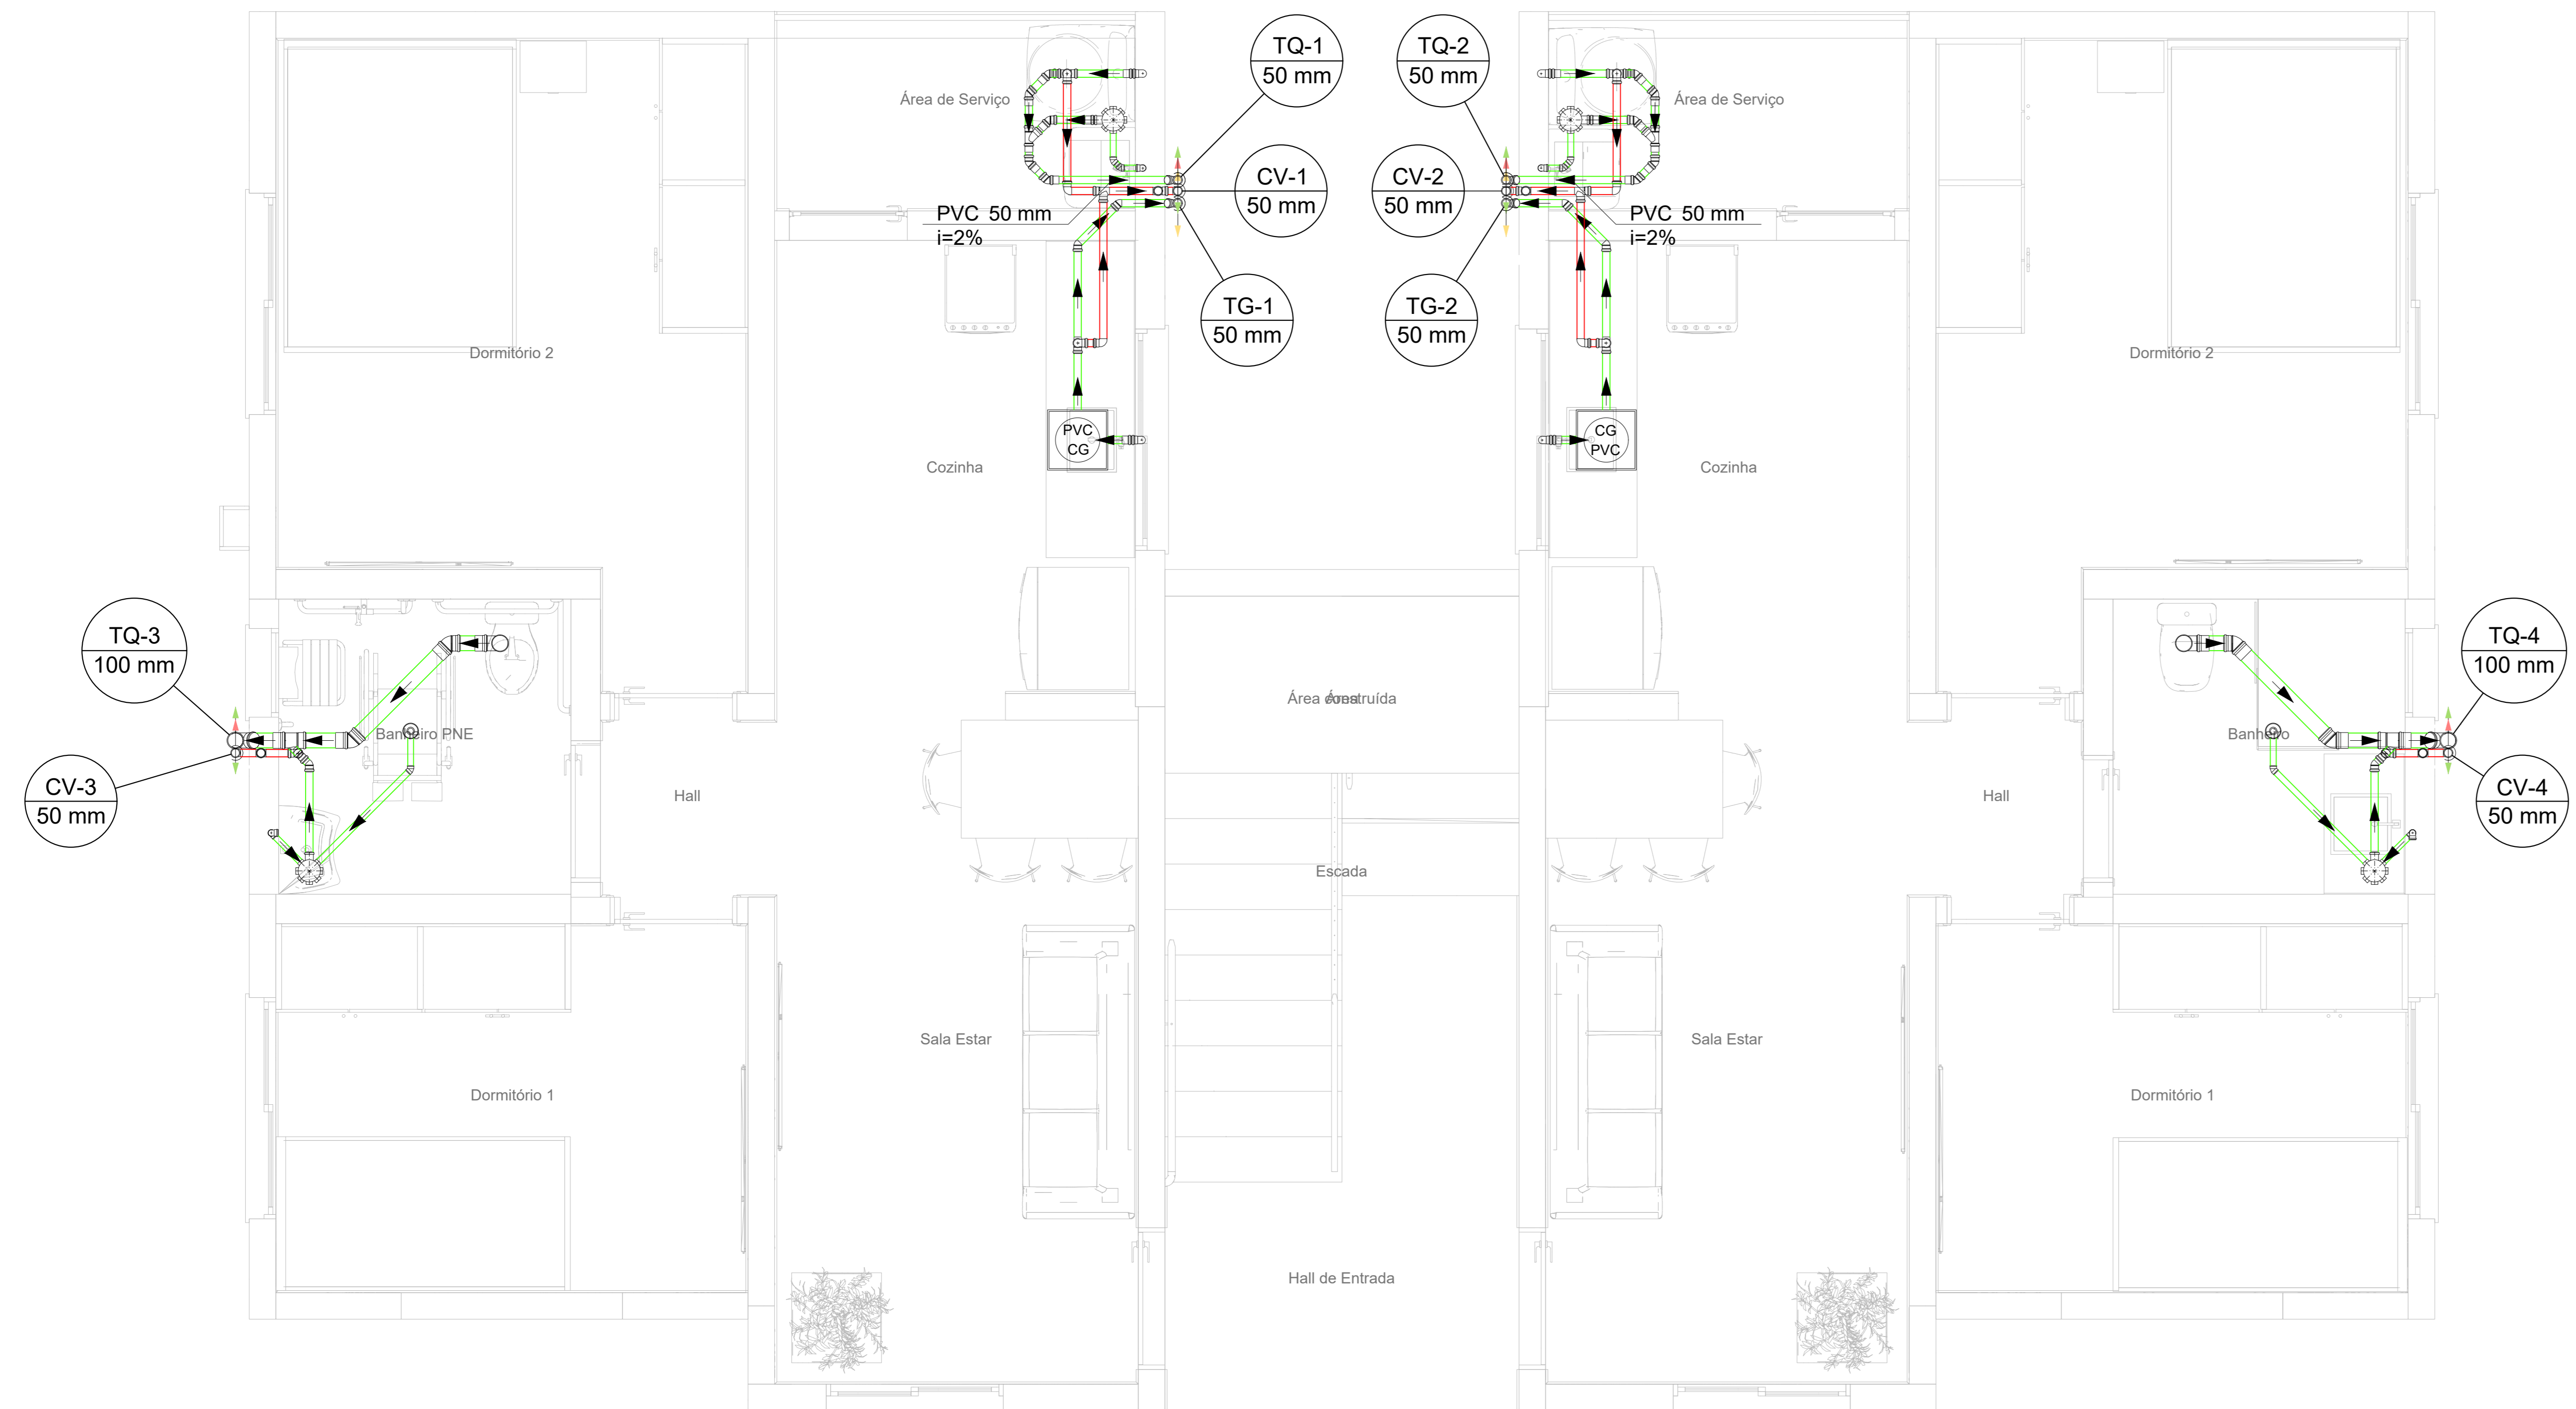 TQ-1
50 mm
TQ-2
50 mm
Área de Serviço
Área de Serviço
CV-1
50 mm
CV-2
50 mm
PVC 50 mm
i=2%
PVC 50 mm
i=2%
TG-1
50 mm
TG-2
50 mm
Dormitório 2
Dormitório 2
PVC
CG
CG
PVC
Cozinha
Cozinha
TQ-3
100 mm
TQ-4
100 mm
Área construída
Área
Banheiro PNE
Banheiro
CV-3
50 mm
Hall
Hall
CV-4
50 mm
Escada
Sala Estar
Sala Estar
Dormitório 1
Dormitório 1
Hall de Entrada